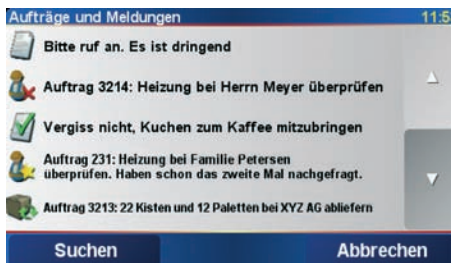 Aufträge und Meldungen 11:5
Bitte ruf an. Es ist dringend
Auftrag 3214: Heizung bei Herrn Meyer überprüfen
Vergiss nicht, Kuchen zum Kaffee mitzubringen
Auftrag 231: Heizung bei Familie Petersen
überprüfen. Haben schon das zweite Mal nachgefragt.
Auftrag 3213: 22 Kisten und 12 Paletten bei XYZ AG abliefern
Suchen Abbrechen